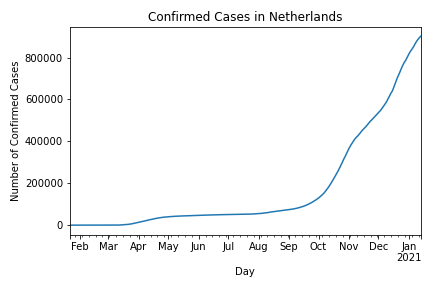 Confirmed Cases in Netherlands
Number of Confirmed Cases
800000
600000
400000
200000
0
Feb Mar Apr May Jun Jul Aug Sep Oct Nov Dec Jan
2021
Day